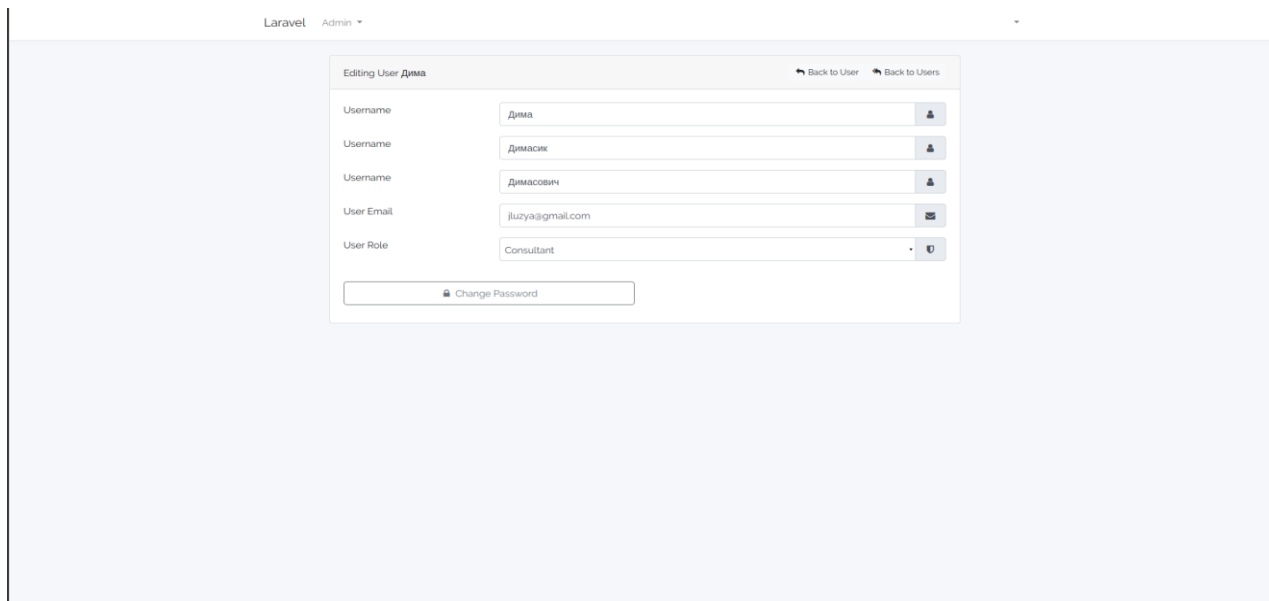 Laravel Admin
Editing User Дима Back to User Back to Users
Username Дима
Username Димасик
Username Димасович
User Email jluzya@gmail.com
User Role Consultant
Change Password